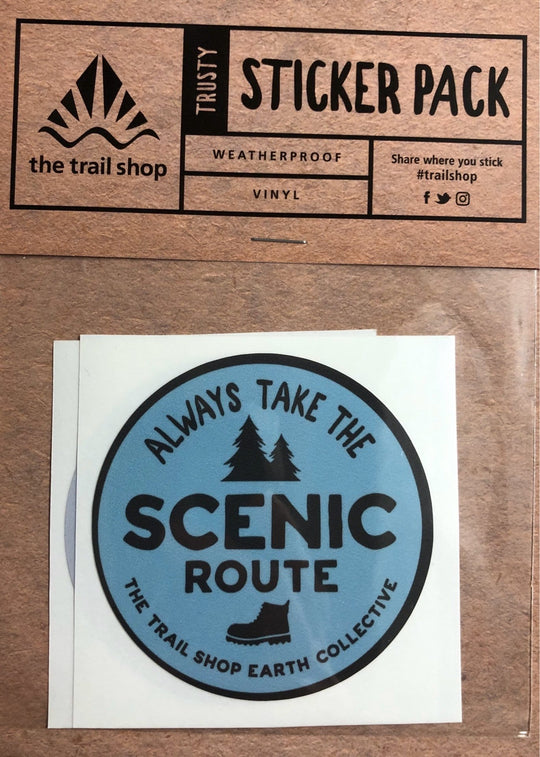 TRUSTY
STICKER PACK
the trail shop
WEATHERPROOF
VINYL
Share where you stick
#trailshop
ALWAYS TAKE THE
SCENIC
ROUTE
THE TRAIL SHOP EARTH COLLECTIVE